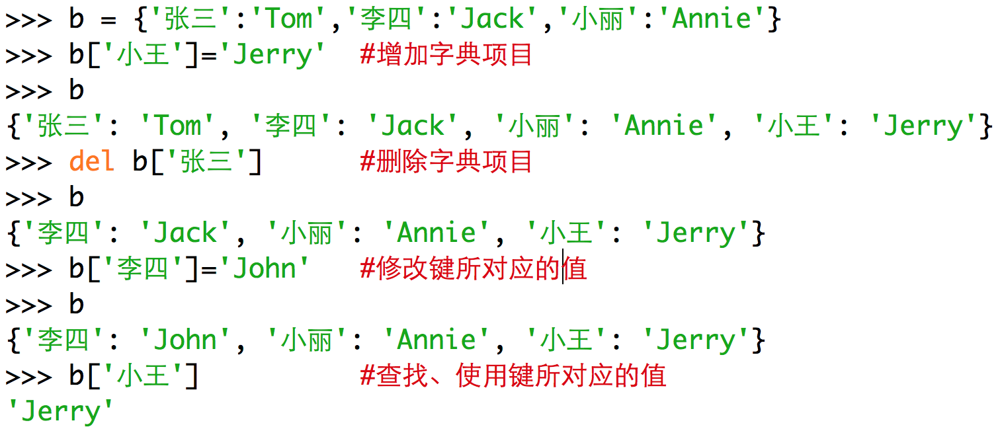 >>> b = {'张三':'Tom','李四':'Jack','小丽':'Annie'}
>>> b['小王']='Jerry'  #增加字典项目
>>> b
{'张三': 'Tom', '李四': 'Jack', '小丽': 'Annie', '小王': 'Jerry'}
>>> del b['张三']      #删除字典项目
>>> b
{'李四': 'Jack', '小丽': 'Annie', '小王': 'Jerry'}
>>> b['李四']='John'   #修改键所对应的值
>>> b
{'李四': 'John', '小丽': 'Annie', '小王': 'Jerry'}
>>> b['小王']          #查找、使用键所对应的值
'Jerry'